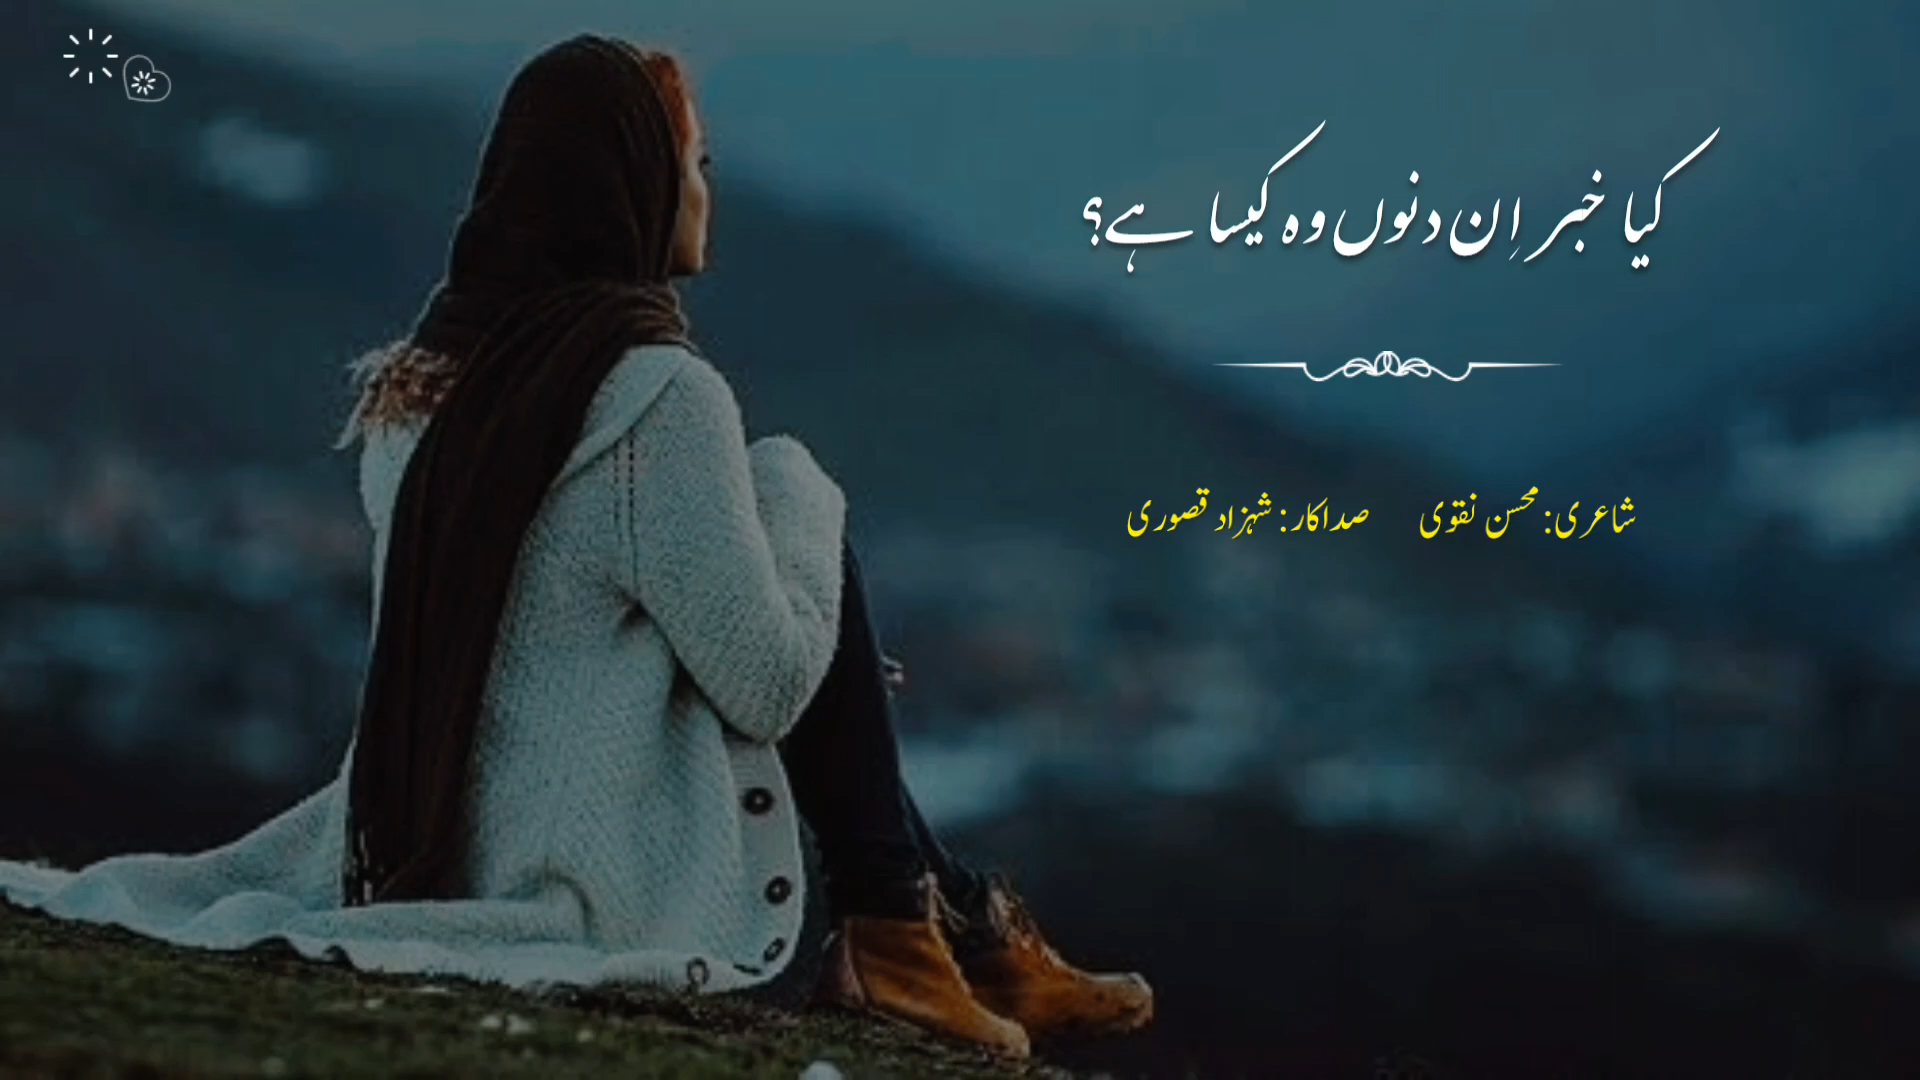 کیا خبر اِن دنوں وہ کیسا ہے؟
شاعری: محسن نقوی صداکار: شہزاد قصوری